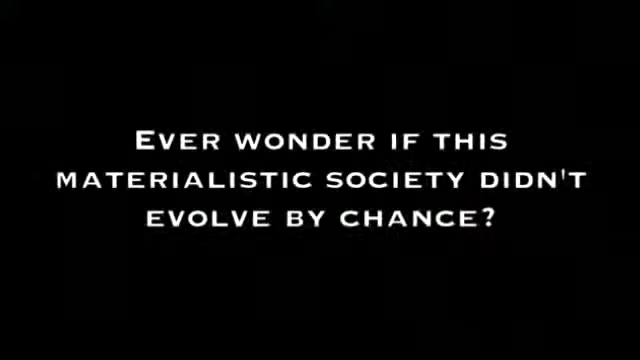 Ever wonder if this
materialistic society didn't
evolve by chance?